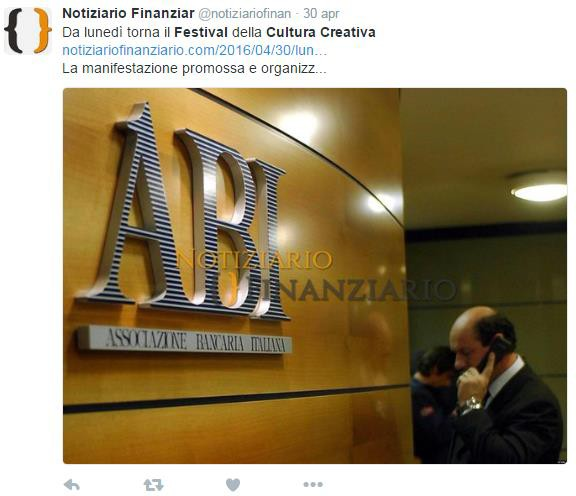 Notiziario Finanziar @notiziariofinan · 30 apr
Da lunedì torna il Festival della Cultura Creativa
notiziariofinanziario.com/2016/04/30/lun…
La manifestazione promossa e organizz...
ABI
NOTIZIARIO
FINANZIARIO
ASSOCIAZIONE BANCARIA ITALIANA